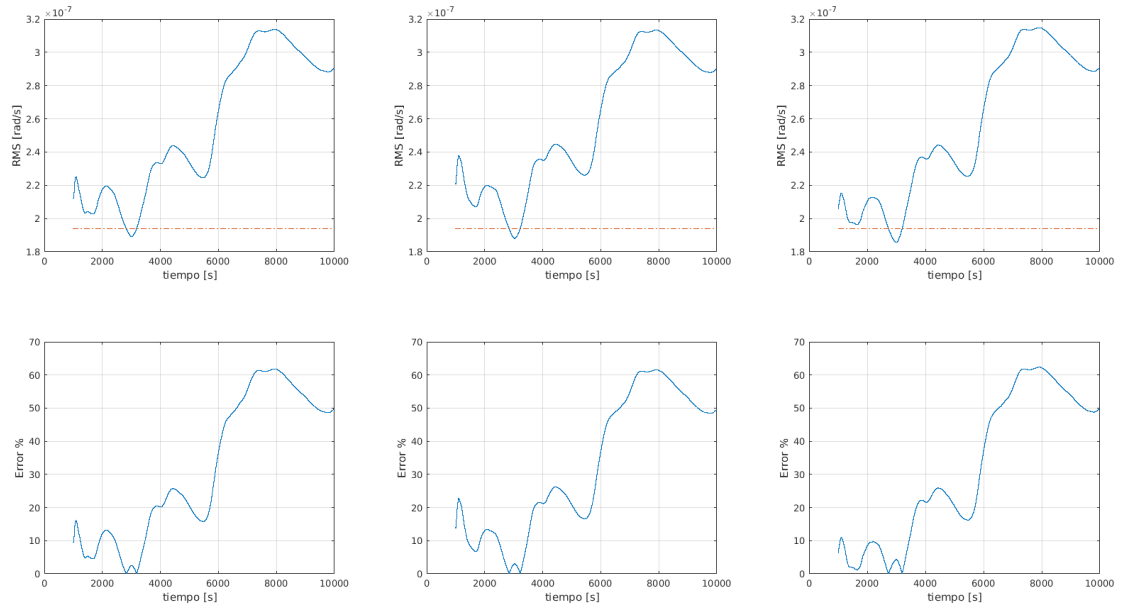 ×10⁻⁷ ×10⁻⁷ ×10⁻⁷
3.2 3.2 3.2
3 3 3
2.8 2.8 2.8
2.6 2.6 2.6
RMS [rad/s] RMS [rad/s] RMS [rad/s]
2.4 2.4 2.4
2.2 2.2 2.2
2 2 2
1.8 1.8 1.8
0 2000 4000 6000 8000 10000 0 2000 4000 6000 8000 10000 0 2000 4000 6000 8000 10000
tiempo [s] tiempo [s] tiempo [s]
70 70 70
60 60 60
50 50 50
40 40 40
Error % Error % Error %
30 30 30
20 20 20
10 10 10
0 0 0
0 2000 4000 6000 8000 10000 0 2000 4000 6000 8000 10000 0 2000 4000 6000 8000 10000
tiempo [s] tiempo [s] tiempo [s]